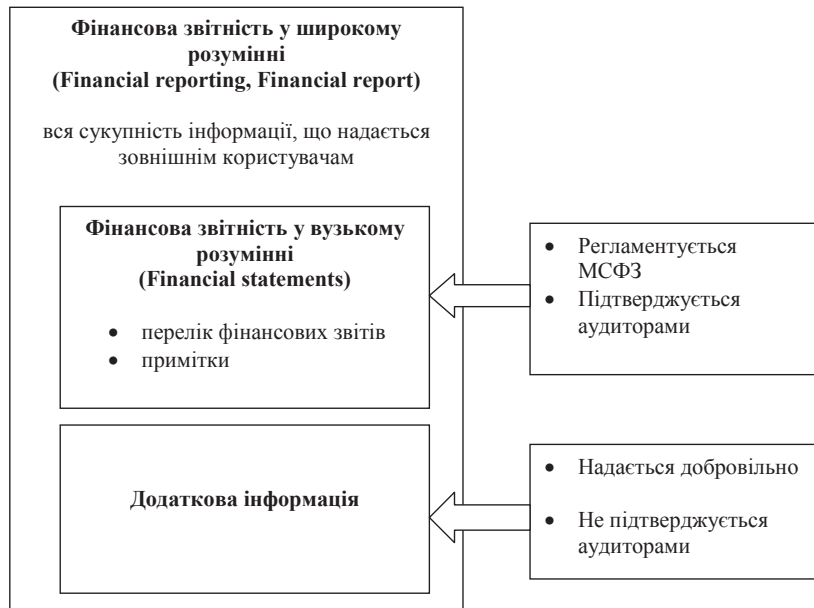 Фінансова звітність у широкому
розумінні
(Financial reporting, Financial report)
вся сукупність інформації, що надається
зовнішнім користувачам
Фінансова звітність у вузькому
розумінні
(Financial statements)
• перелік фінансових звітів
• примітки
• Регламентується
МСФЗ
• Підтверджується
аудиторами
Додаткова інформація
• Надається добровільно
• Не підтверджується
аудиторами